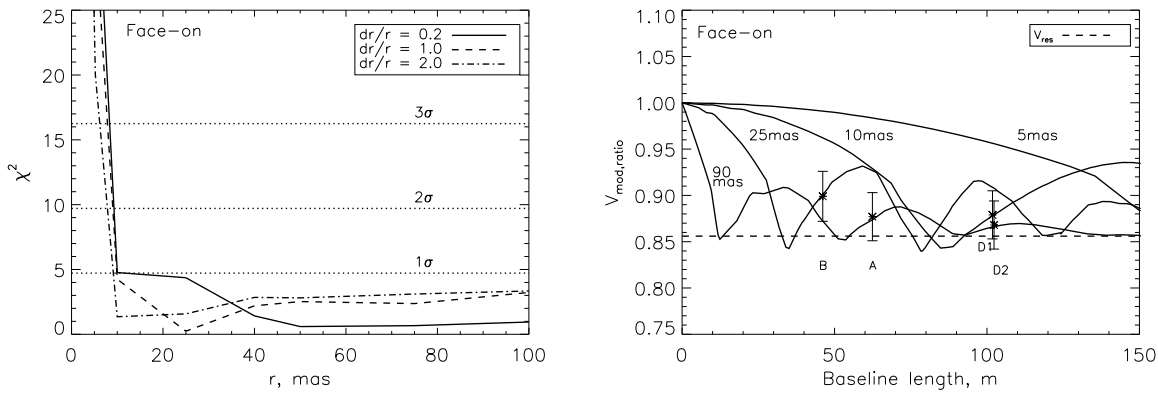 Face-on
dr/r = 0.2
dr/r = 1.0
dr/r = 2.0
3σ
2σ
1σ
25
20
15
10
5
0
χ²
0 20 40 60 80 100
r, mas
Face-on
V_res
1.10
1.05
1.00
0.95
0.90
0.85
0.80
0.75
V_mod,ratio
90 mas
25mas
10mas
5mas
B
A
D1
D2
0 50 100 150
Baseline length, m